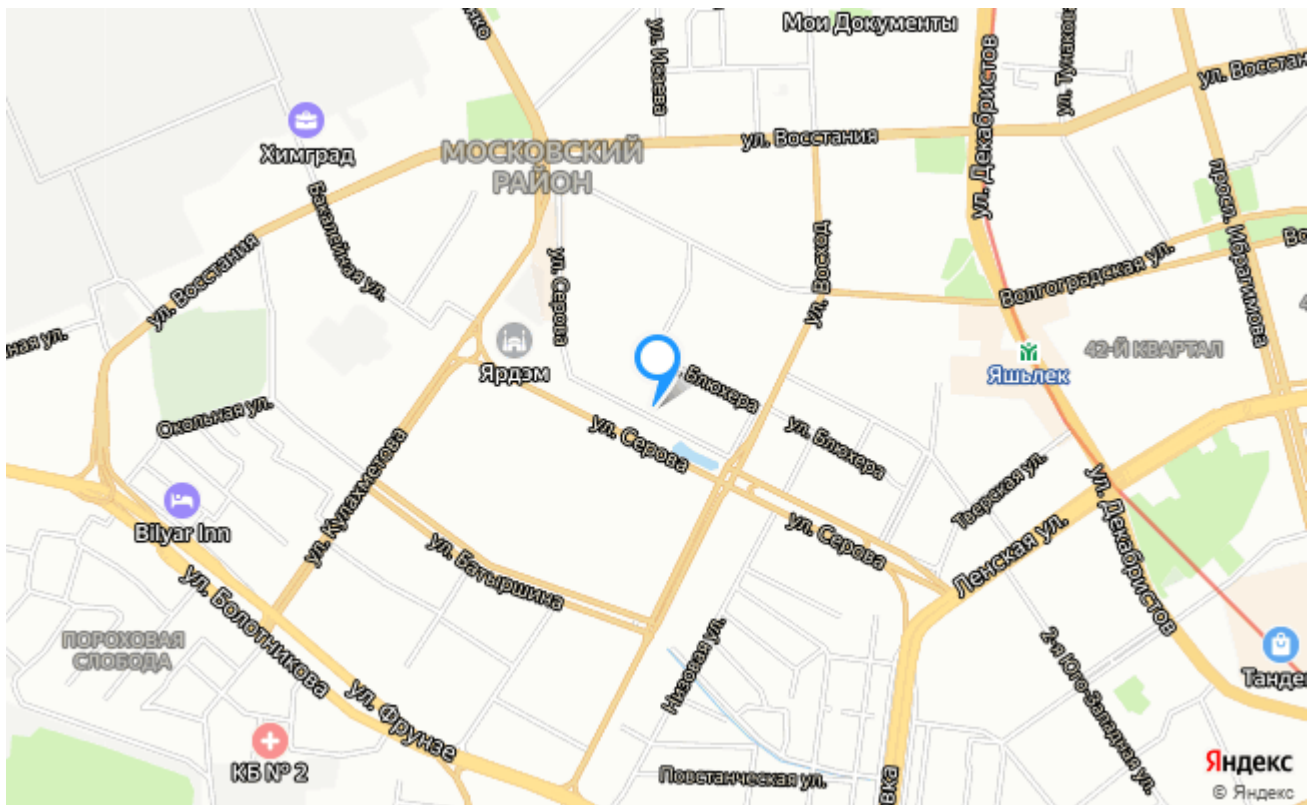 ул. Исаева
Мои Документы
ул. Декабристов
ул. Восстания
Химград
МОСКОВСКИЙ
РАЙОН
ул. Восстания
Бакалейная ул.
просп. Ибрагимова
ул. Восстания
ул. Серова
ул. Восход
Волгоградская ул.
Ярдэм
42-Й КВАРТАЛ
Яшьлек
Блюхера
Окольная ул.
ул. Блюхера
ул. Серова
ул. Кулахметова
Тверская ул.
Bilyar Inn
ул. Серова
Ленская ул.
ул. Декабристов
ул. Батыршина
ПОРОХОВАЯ
СЛОБОДА
ул. Болотникова
Низовая ул.
2-я Юго-Западная ул.
ул. Фрунзе
КБ № 2
Повстанческая ул.
Яндекс
© Яндекс